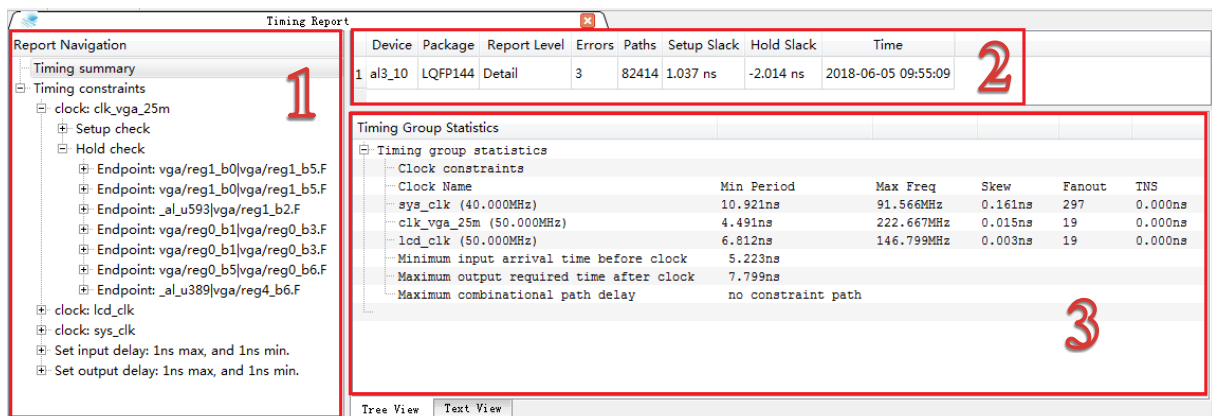 Timing Report
Report Navigation
Timing summary
Timing constraints
clock: clk_vga_25m
Setup check
Hold check
Endpoint: vga/reg1_b0|vga/reg1_b5.F
Endpoint: vga/reg1_b0|vga/reg1_b5.F
Endpoint: _al_u593|vga/reg1_b2.F
Endpoint: vga/reg0_b1|vga/reg0_b3.F
Endpoint: vga/reg0_b1|vga/reg0_b3.F
Endpoint: vga/reg0_b5|vga/reg0_b6.F
Endpoint: _al_u389|vga/reg4_b6.F
clock: lcd_clk
clock: sys_clk
Set input delay: 1ns max, and 1ns min.
Set output delay: 1ns max, and 1ns min.
1
Device Package Report Level Errors Paths Setup Slack Hold Slack Time
1 al3_10 LQFP144 Detail 3 82414 1.037 ns -2.014 ns 2018-06-05 09:55:09
2
Timing Group Statistics
Timing group statistics
Clock constraints
Clock Name Min Period Max Freq Skew Fanout TNS
sys_clk (40.000MHz) 10.921ns 91.566MHz 0.161ns 297 0.000ns
clk_vga_25m (50.000MHz) 4.491ns 222.667MHz 0.015ns 19 0.000ns
lcd_clk (50.000MHz) 6.812ns 146.799MHz 0.003ns 19 0.000ns
Minimum input arrival time before clock 5.223ns
Maximum output required time after clock 7.799ns
Maximum combinational path delay no constraint path
3
Tree View Text View